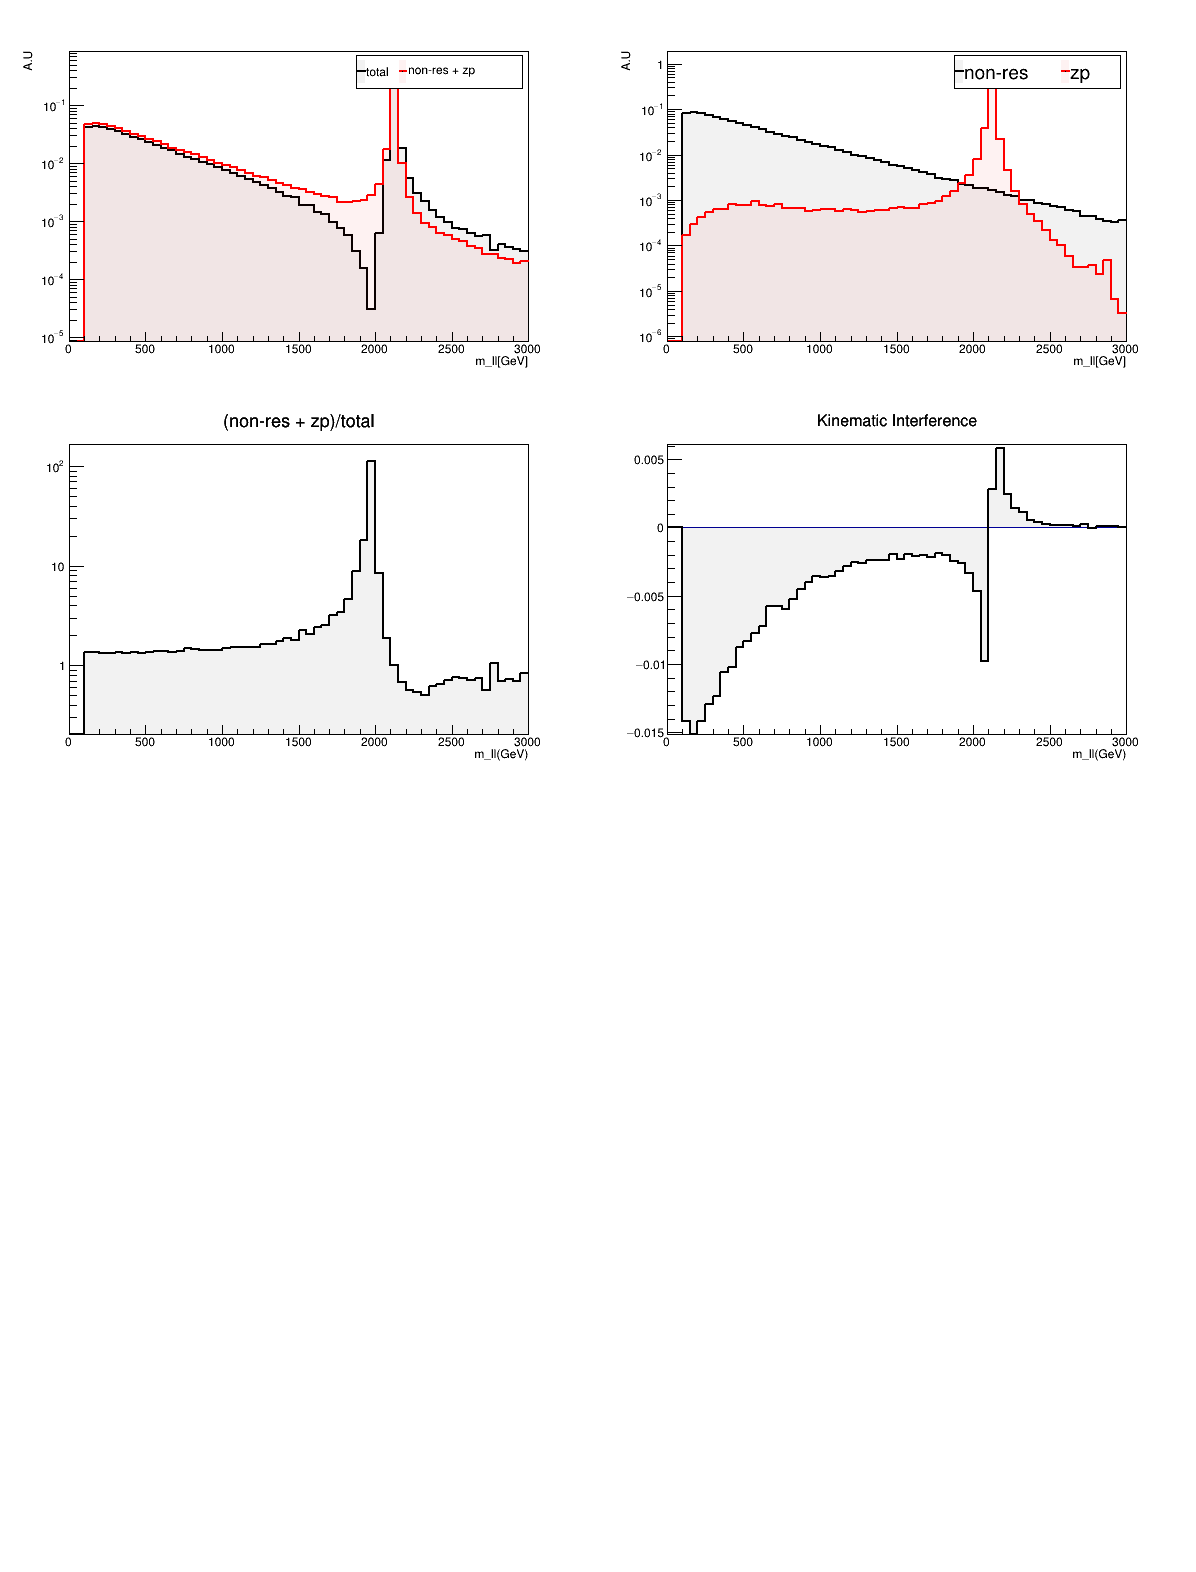 A.U
total
non-res + zp
10⁻¹
10⁻²
10⁻³
10⁻⁴
10⁻⁵
0 500 1000 1500 2000 2500 3000
m_ll[GeV]
A.U
non-res
zp
1
10⁻¹
10⁻²
10⁻³
10⁻⁴
10⁻⁵
10⁻⁶
0 500 1000 1500 2000 2500 3000
m_ll[GeV]
(non-res + zp)/total
10²
10
1
0 500 1000 1500 2000 2500 3000
m_ll(GeV)
Kinematic Interference
0.005
0
−0.005
−0.01
−0.015
0 500 1000 1500 2000 2500 3000
m_ll(GeV)